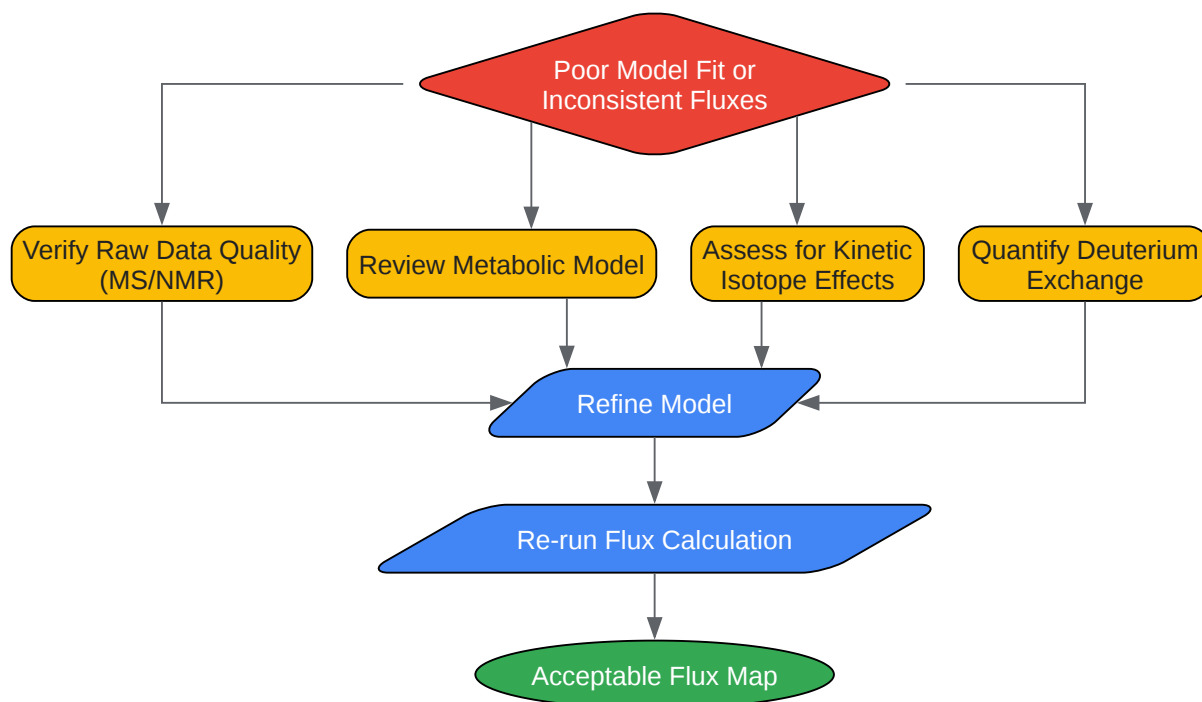 Poor Model Fit or
Inconsistent Fluxes
Verify Raw Data Quality
(MS/NMR)
Review Metabolic Model
Assess for Kinetic
Isotope Effects
Quantify Deuterium
Exchange
Refine Model
Re-run Flux Calculation
Acceptable Flux Map